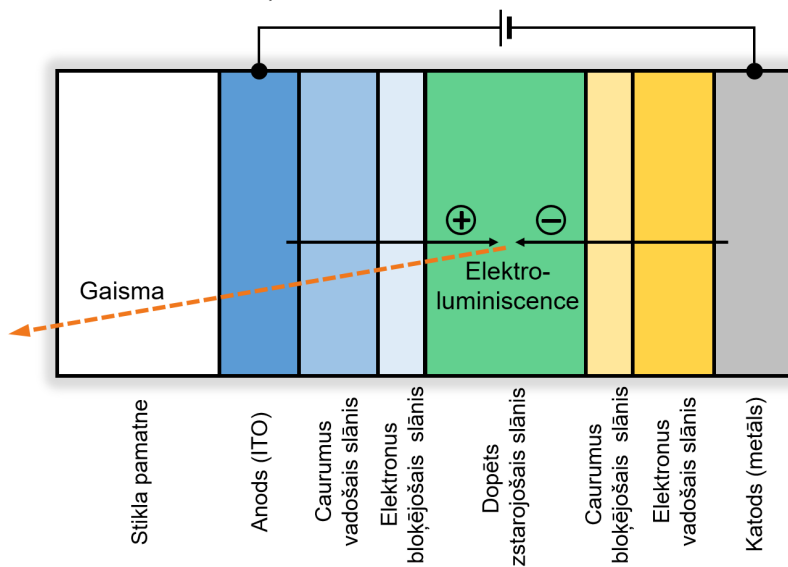 +
−
Gaisma
Elektro-
luminiscence
Stikla pamatne
Anods (ITO)
Caurumus
vadošais slānis
Elektronus
bloķējošais slānis
Dopēts
zstarojošais slānis
Caurumus
bloķējošais slānis
Elektronus
vadošais slānis
Katods (metāls)